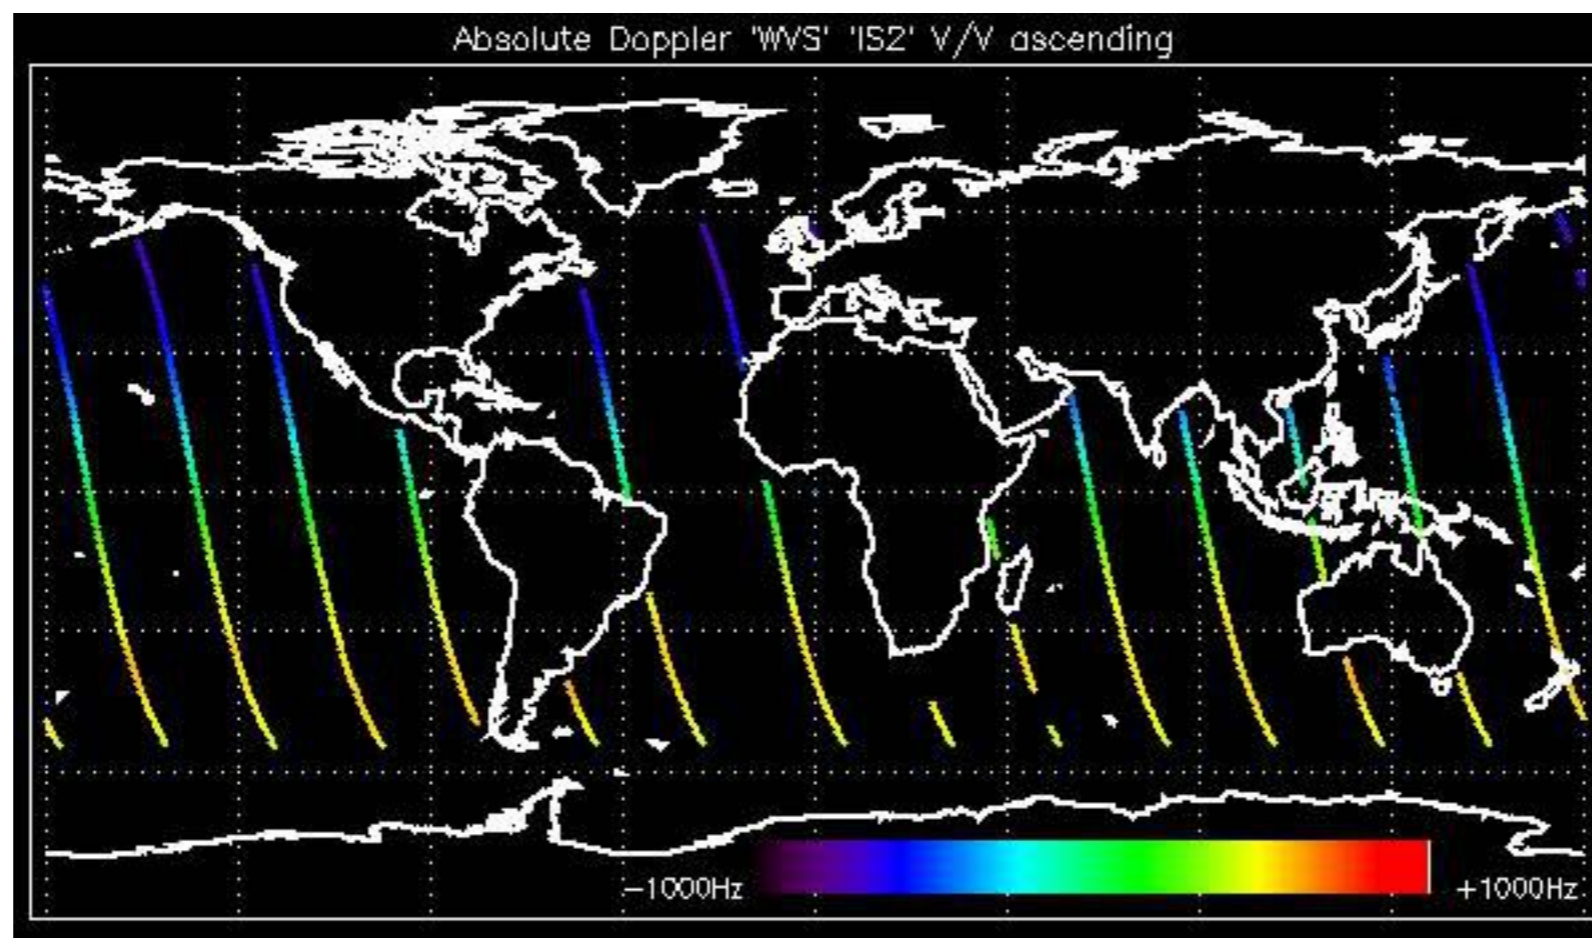 Absolute Doppler 'WVS' 'IS2' V/V ascending
-1000Hz +1000Hz